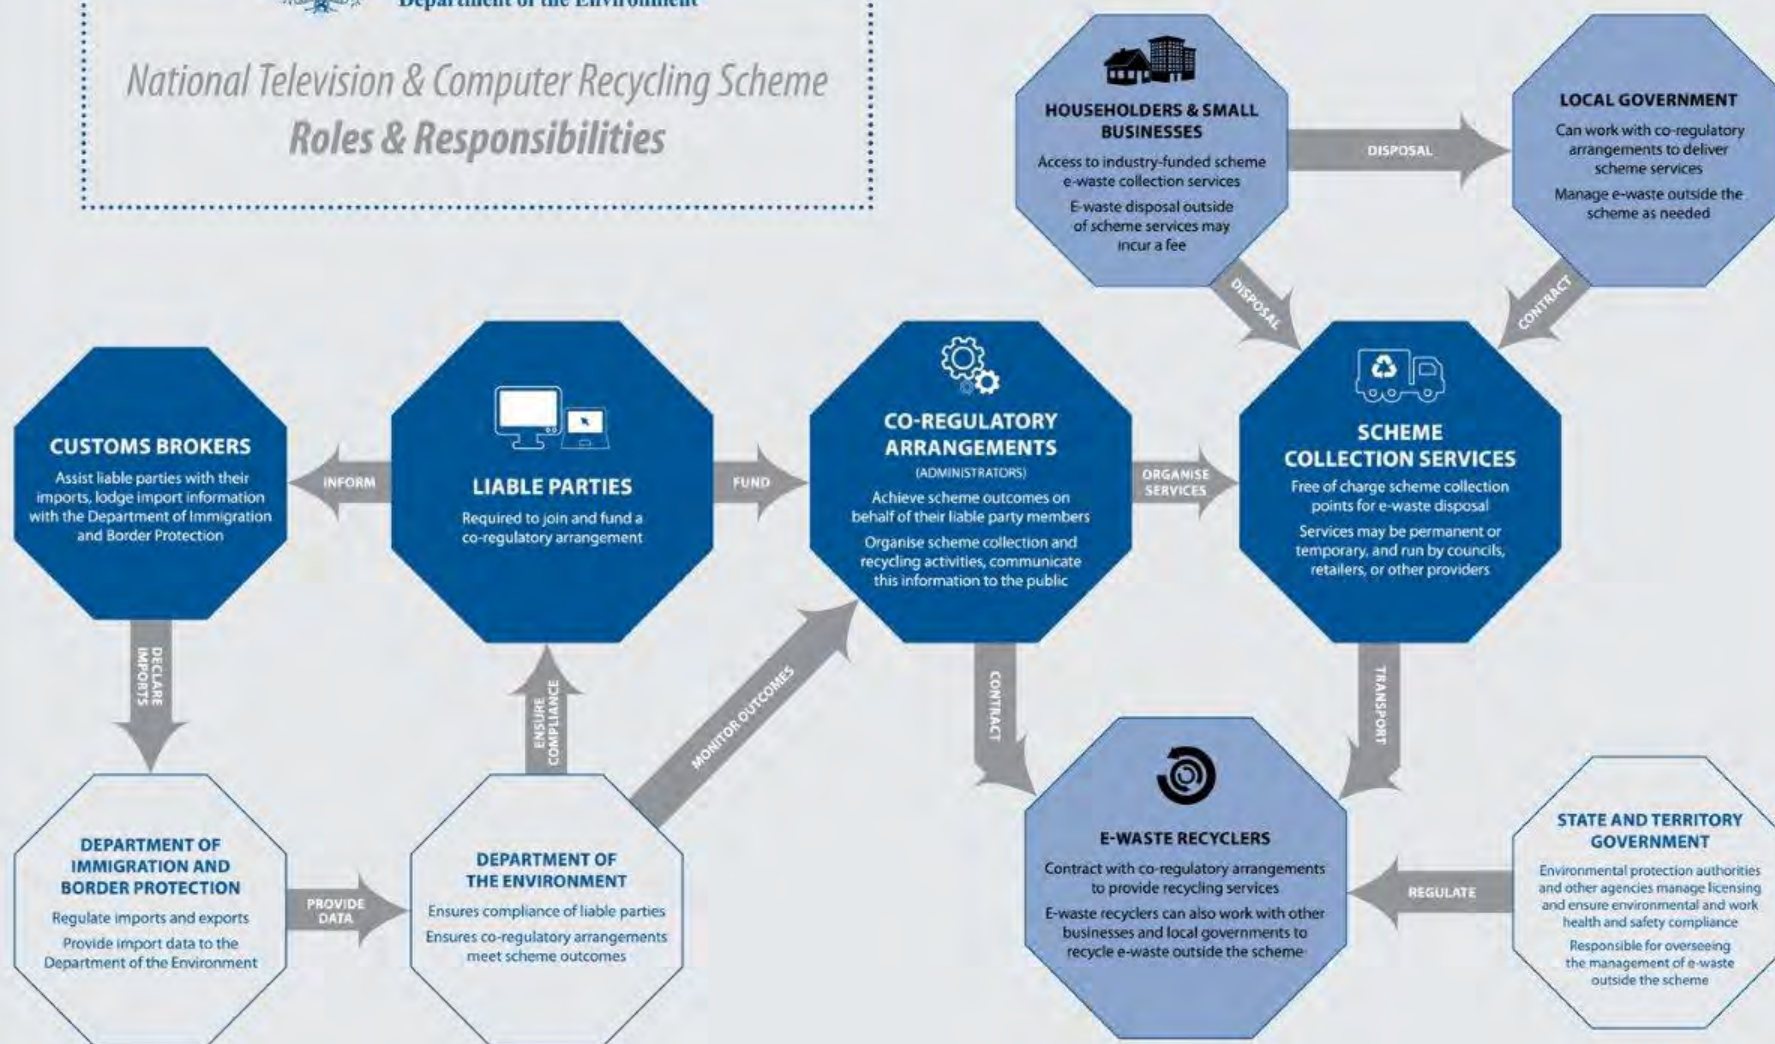 Department of the Environment
National Television & Computer Recycling Scheme
Roles & Responsibilities
HOUSEHOLDERS & SMALL
BUSINESSES
Access to industry-funded scheme
e-waste collection services
E-waste disposal outside
of scheme services may
incur a fee
DISPOSAL
LOCAL GOVERNMENT
Can work with co-regulatory
arrangements to deliver
scheme services
Manage e-waste outside the
scheme as needed
DISPOSAL
CONTRACT
CUSTOMS BROKERS
Assist liable parties with their
imports, lodge import information
with the Department of Immigration
and Border Protection
INFORM
LIABLE PARTIES
Required to join and fund a
co-regulatory arrangement
FUND
CO-REGULATORY
ARRANGEMENTS
(ADMINISTRATORS)
Achieve scheme outcomes on
behalf of their liable party members
Organise scheme collection and
recycling activities, communicate
this information to the public
ORGANISE
SERVICES
SCHEME
COLLECTION SERVICES
Free of charge scheme collection
points for e-waste disposal
Services may be permanent or
temporary, and run by councils,
retailers, or other providers
DECLARE
IMPORTS
ENSURE
COMPLIANCE
MONITOR OUTCOMES
CONTRACT
TRANSPORT
DEPARTMENT OF
IMMIGRATION AND
BORDER PROTECTION
Regulate imports and exports
Provide import data to the
Department of the Environment
PROVIDE
DATA
DEPARTMENT OF
THE ENVIRONMENT
Ensures compliance of liable parties
Ensures co-regulatory arrangements
meet scheme outcomes
E-WASTE RECYCLERS
Contract with co-regulatory arrangements
to provide recycling services
E-waste recyclers can also work with other
businesses and local governments to
recycle e-waste outside the scheme
REGULATE
STATE AND TERRITORY
GOVERNMENT
Environmental protection authorities
and other agencies manage licensing
and ensure environmental and work
health and safety compliance
Responsible for overseeing
the management of e-waste
outside the scheme